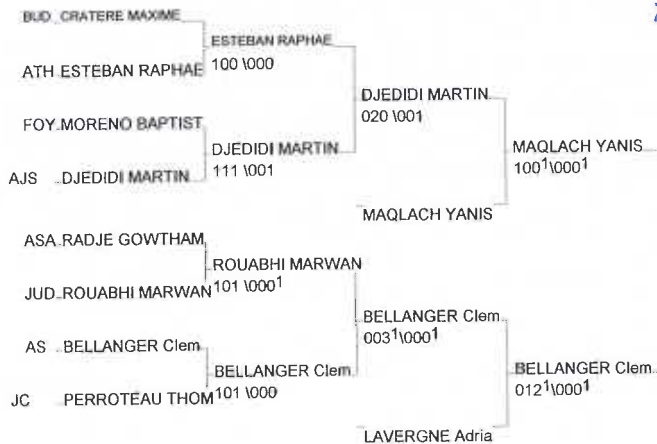 BUD CRATERE MAXIME
ESTEBAN RAPHAE
100 \000
ATH ESTEBAN RAPHAE
DJEDIDI MARTIN
020 \001
FOY MORENO BAPTIST
DJEDIDI MARTIN
111 \001
MAQLACH YANIS
100¹\000¹
AJS DJEDIDI MARTIN
MAQLACH YANIS
ASA RADJE GOWTHAM
ROUABHI MARWAN
101 \000¹
JUD ROUABHI MARWAN
BELLANGER Clem
003¹\000¹
AS BELLANGER Clem
BELLANGER Clem
101 \000
BELLANGER Clem
012¹\000¹
JC PERROTEAU THOM
LAVERGNE Adria